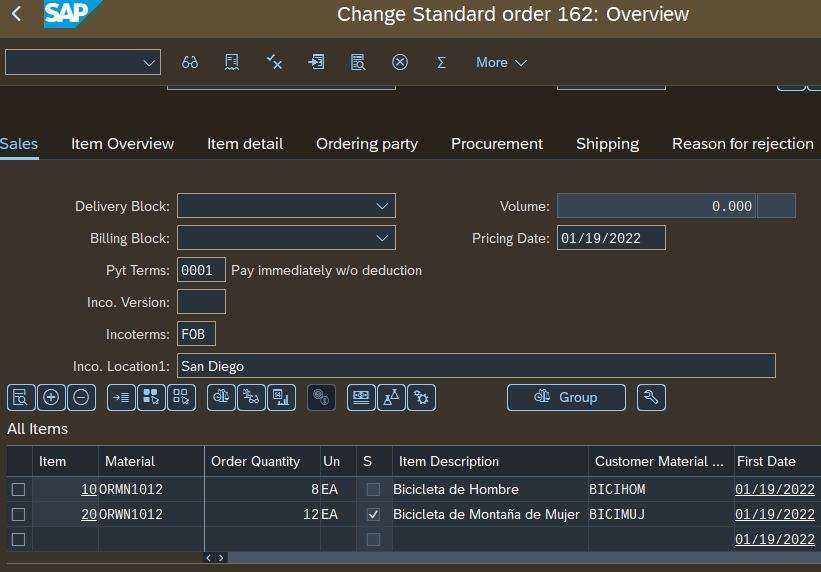 SAP Change Standard order 162: Overview
More
Sales Item Overview Item detail Ordering party Procurement Shipping Reason for rejection
Delivery Block: Volume: 0.000
Billing Block: Pricing Date: 01/19/2022
Pyt Terms: 0001 Pay immediately w/o deduction
Inco. Version:
Incoterms: FOB
Inco. Location1: San Diego
Group
All Items
Item Material Order Quantity Un S Item Description Customer Material ... First Date
10 ORMN1012 8 EA Bicicleta de Hombre BICIHOM 01/19/2022
20 ORWN1012 12 EA Bicicleta de Montaña de Mujer BICIMUJ 01/19/2022
01/19/2022